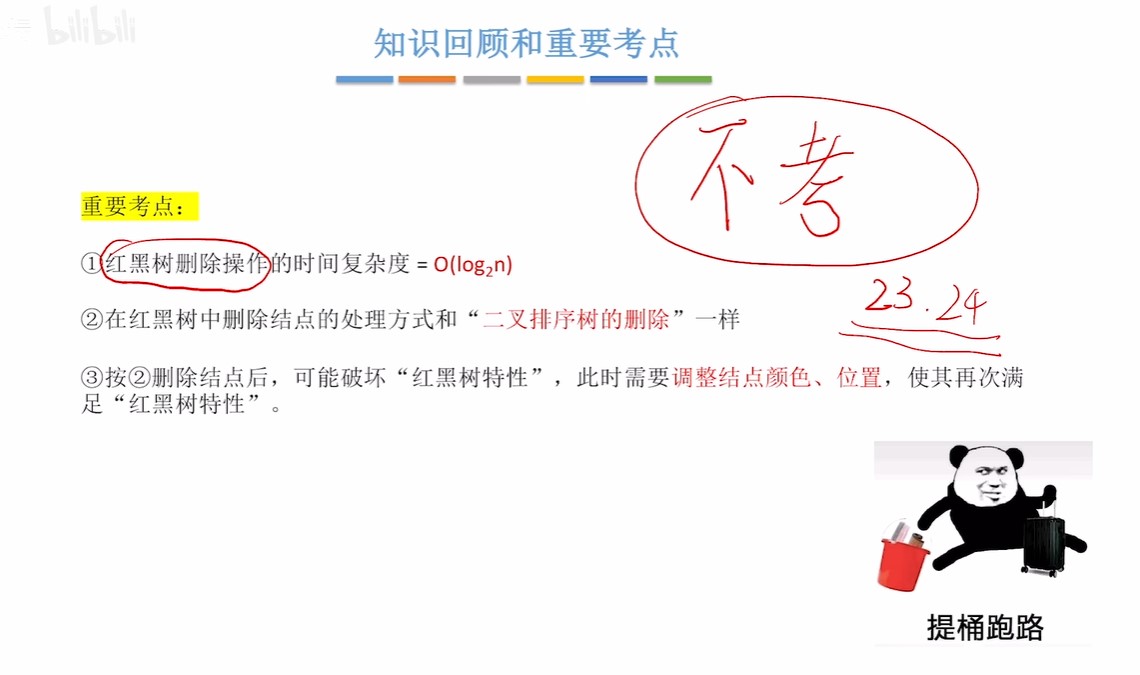 bilibili
知识回顾和重要考点
不考
重要考点：
①红黑树删除操作的时间复杂度 = O(log₂n)
23.24
②在红黑树中删除结点的处理方式和“二叉排序树的删除”一样
③按②删除结点后，可能破坏“红黑树特性”，此时需要调整结点颜色、位置，使其再次满
足“红黑树特性”。
提桶跑路